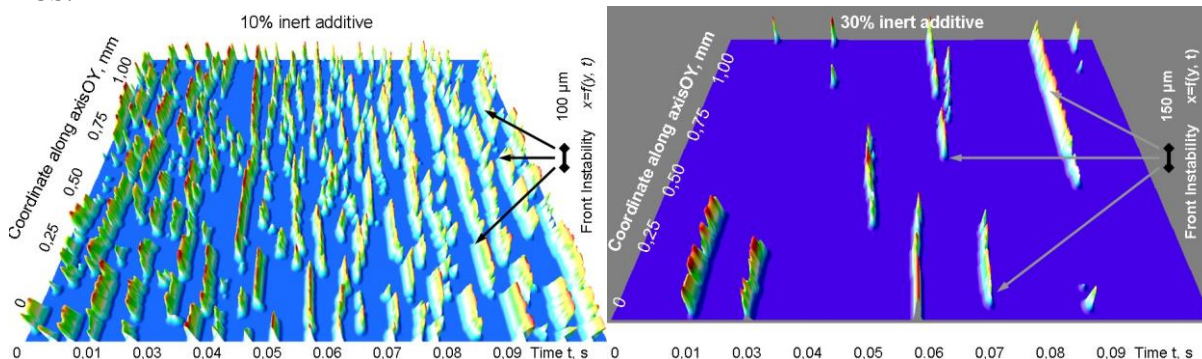 10% inert additive
Coordinate along axisOY, mm
1,00
0,75
0,50
0,25
0
100 µm
Front Instability x=f(y, t)
0 0.01 0.03 0.04 0.05 0.06 0.07 0.08 0.09 Time t, s
30% inert additive
Coordinate along axisOY, mm
1,00
0,75
0,50
0,25
0
150 µm
Front Instability x=f(y, t)
0 0.01 0.03 0.04 0.05 0.06 0.07 0.08 0.09 Time t, s